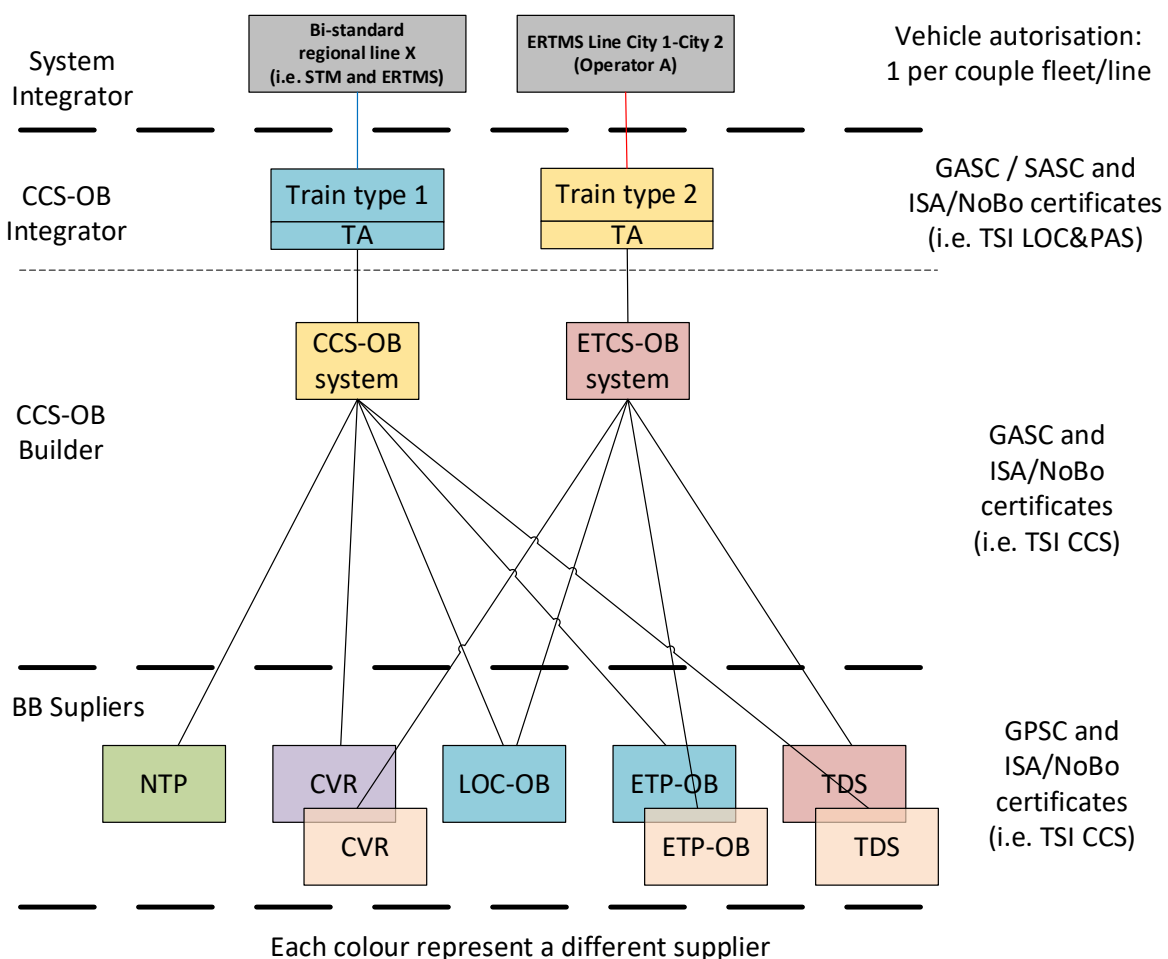 System
Integrator
Bi-standard
regional line X
(i.e. STM and ERTMS)
ERTMS Line City 1-City 2
(Operator A)
Vehicle autorisation:
1 per couple fleet/line
CCS-OB
Integrator
Train type 1
TA
Train type 2
TA
GASC / SASC and
ISA/NoBo certificates
(i.e. TSI LOC&PAS)
CCS-OB
Builder
CCS-OB
system
ETCS-OB
system
GASC and
ISA/NoBo
certificates
(i.e. TSI CCS)
BB Supliers
NTP
CVR
CVR
LOC-OB
ETP-OB
ETP-OB
TDS
TDS
GPSC and
ISA/NoBo
certificates
(i.e. TSI CCS)
Each colour represent a different supplier